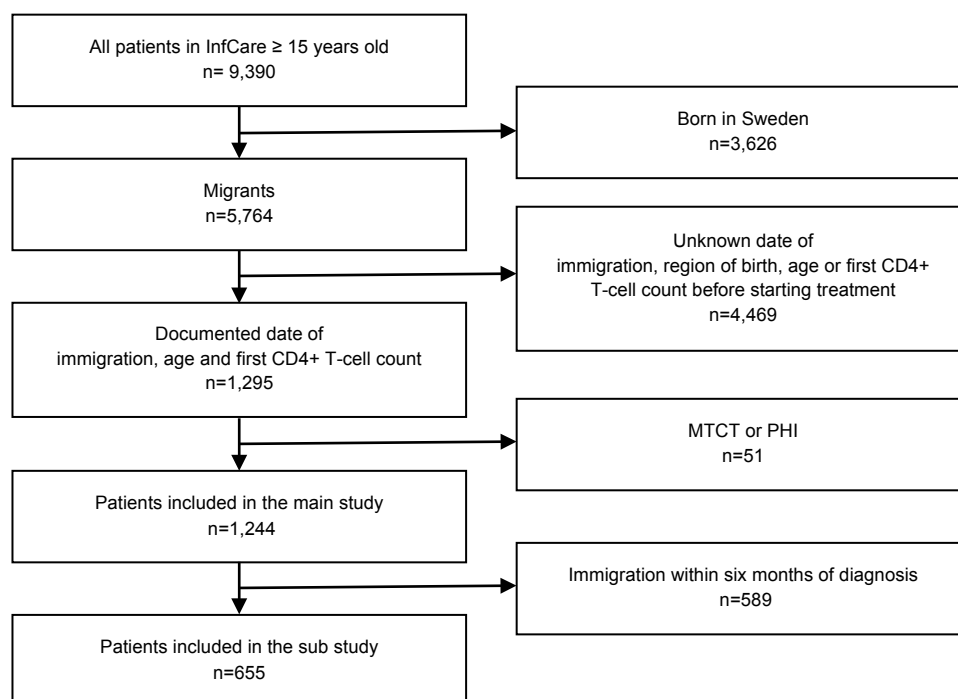 All patients in InfCare ≥ 15 years old
n= 9,390
Born in Sweden
n=3,626
Migrants
n=5,764
Unknown date of
immigration, region of birth, age or first CD4+
T-cell count before starting treatment
n=4,469
Documented date of
immigration, age and first CD4+ T-cell count
n=1,295
MTCT or PHI
n=51
Patients included in the main study
n=1,244
Immigration within six months of diagnosis
n=589
Patients included in the sub study
n=655